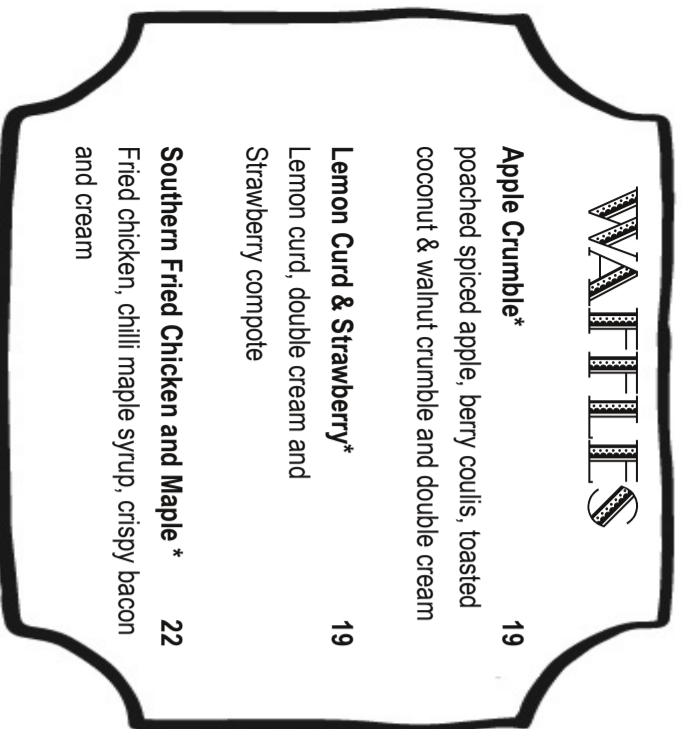 WAFFLES
Apple Crumble* 19
poached spiced apple, berry coulis, toasted
coconut & walnut crumble and double cream
Lemon Curd & Strawberry* 19
Lemon curd, double cream and
Strawberry compote
Southern Fried Chicken and Maple * 22
Fried chicken, chilli maple syrup, crispy bacon
and cream